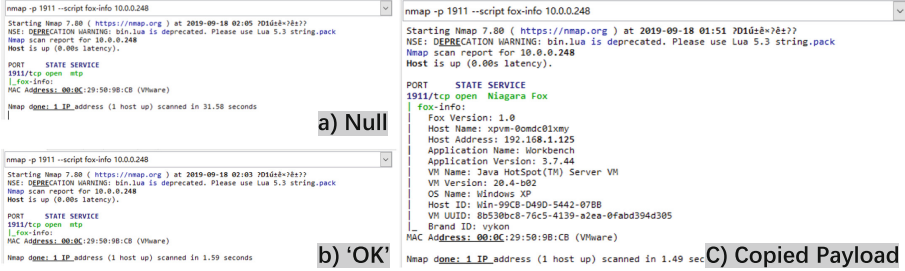 nmap -p 1911 --script fox-info 10.0.0.248
Starting Nmap 7.80 ( https://nmap.org ) at 2019-09-18 02:05 ?D1ú±ê×?ê±??
NSE: DEPRECATION WARNING: bin.lua is deprecated. Please use Lua 5.3 string.pack
Nmap scan report for 10.0.0.248
Host is up (0.00s latency).
PORT STATE SERVICE
1911/tcp open mtp
|_fox-info:
MAC Address: 00:0C:29:50:9B:CB (VMware)
Nmap done: 1 IP address (1 host up) scanned in 31.58 seconds
a) Null
nmap -p 1911 --script fox-info 10.0.0.248
Starting Nmap 7.80 ( https://nmap.org ) at 2019-09-18 02:03 ?D1ú±ê×?ê±??
NSE: DEPRECATION WARNING: bin.lua is deprecated. Please use Lua 5.3 string.pack
Nmap scan report for 10.0.0.248
Host is up (0.00s latency).
PORT STATE SERVICE
1911/tcp open mtp
|_fox-info:
MAC Address: 00:0C:29:50:9B:CB (VMware)
Nmap done: 1 IP address (1 host up) scanned in 1.59 seconds
b) ‘OK’
nmap -p 1911 --script fox-info 10.0.0.248
Starting Nmap 7.80 ( https://nmap.org ) at 2019-09-18 01:51 ?D1ú±ê×?ê±??
NSE: DEPRECATION WARNING: bin.lua is deprecated. Please use Lua 5.3 string.pack
Nmap scan report for 10.0.0.248
Host is up (0.00s latency).
PORT STATE SERVICE
1911/tcp open Niagara Fox
| fox-info:
| Fox Version: 1.0
| Host Name: xpvm-0omdc01xmy
| Host Address: 192.168.1.125
| Application Name: Workbench
| Application Version: 3.7.44
| VM Name: Java HotSpot(TM) Server VM
| VM Version: 20.4-b02
| OS Name: Windows XP
| Host ID: Win-99CB-D49D-5442-07BB
| VM UUID: 8b530bc8-76c5-4139-a2ea-0fabd394d305
|_ Brand ID: vykon
MAC Address: 00:0C:29:50:9B:CB (VMware)
Nmap done: 1 IP address (1 host up) scanned in 1.49 sec
C) Copied Payload